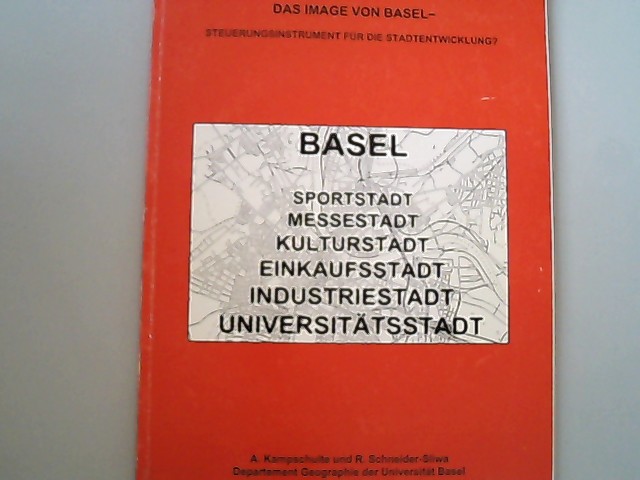 DAS IMAGE VON BASEL–
STEUERUNGSINSTRUMENT FÜR DIE STADTENTWICKLUNG?
BASEL
SPORTSTADT
MESSESTADT
KULTURSTADT
EINKAUFSSTADT
INDUSTRIESTADT
UNIVERSITÄTSSTADT
A. Kampschulte und R. Schneider-Sliwa
Departement Geographie der Universität Basel